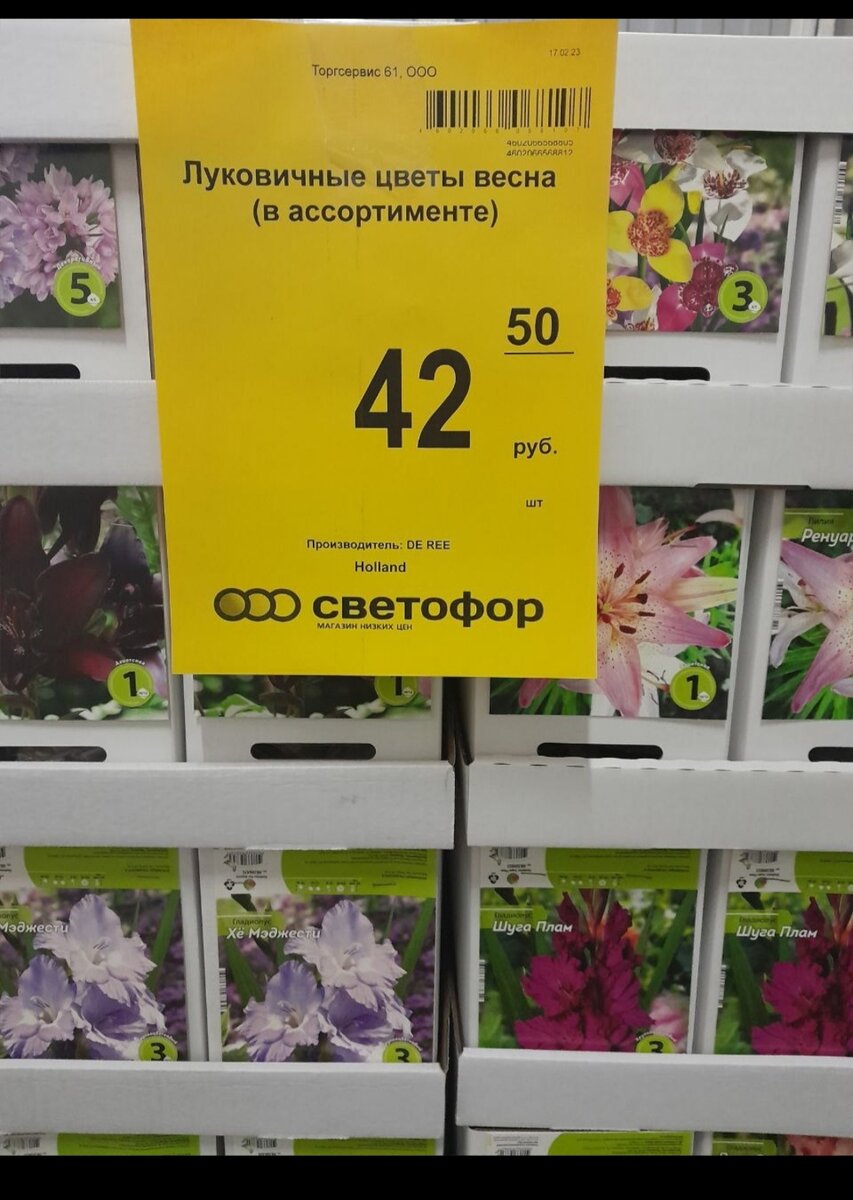 17.02.23
Торгсервис 61, ООО
4602066568812
Луковичные цветы весна
(в ассортименте)
5
3
50
42
руб.
шт
Производитель: DE REE
Holland
светофор
МАГАЗИН НИЗКИХ ЦЕН
Лилия
Ренуар
1
1
1
Мэджести
3
Гладиолус
Хё Мэджести
3
Гладиолус
Шуга Плам
3
Гладиолус
Шуга Плам